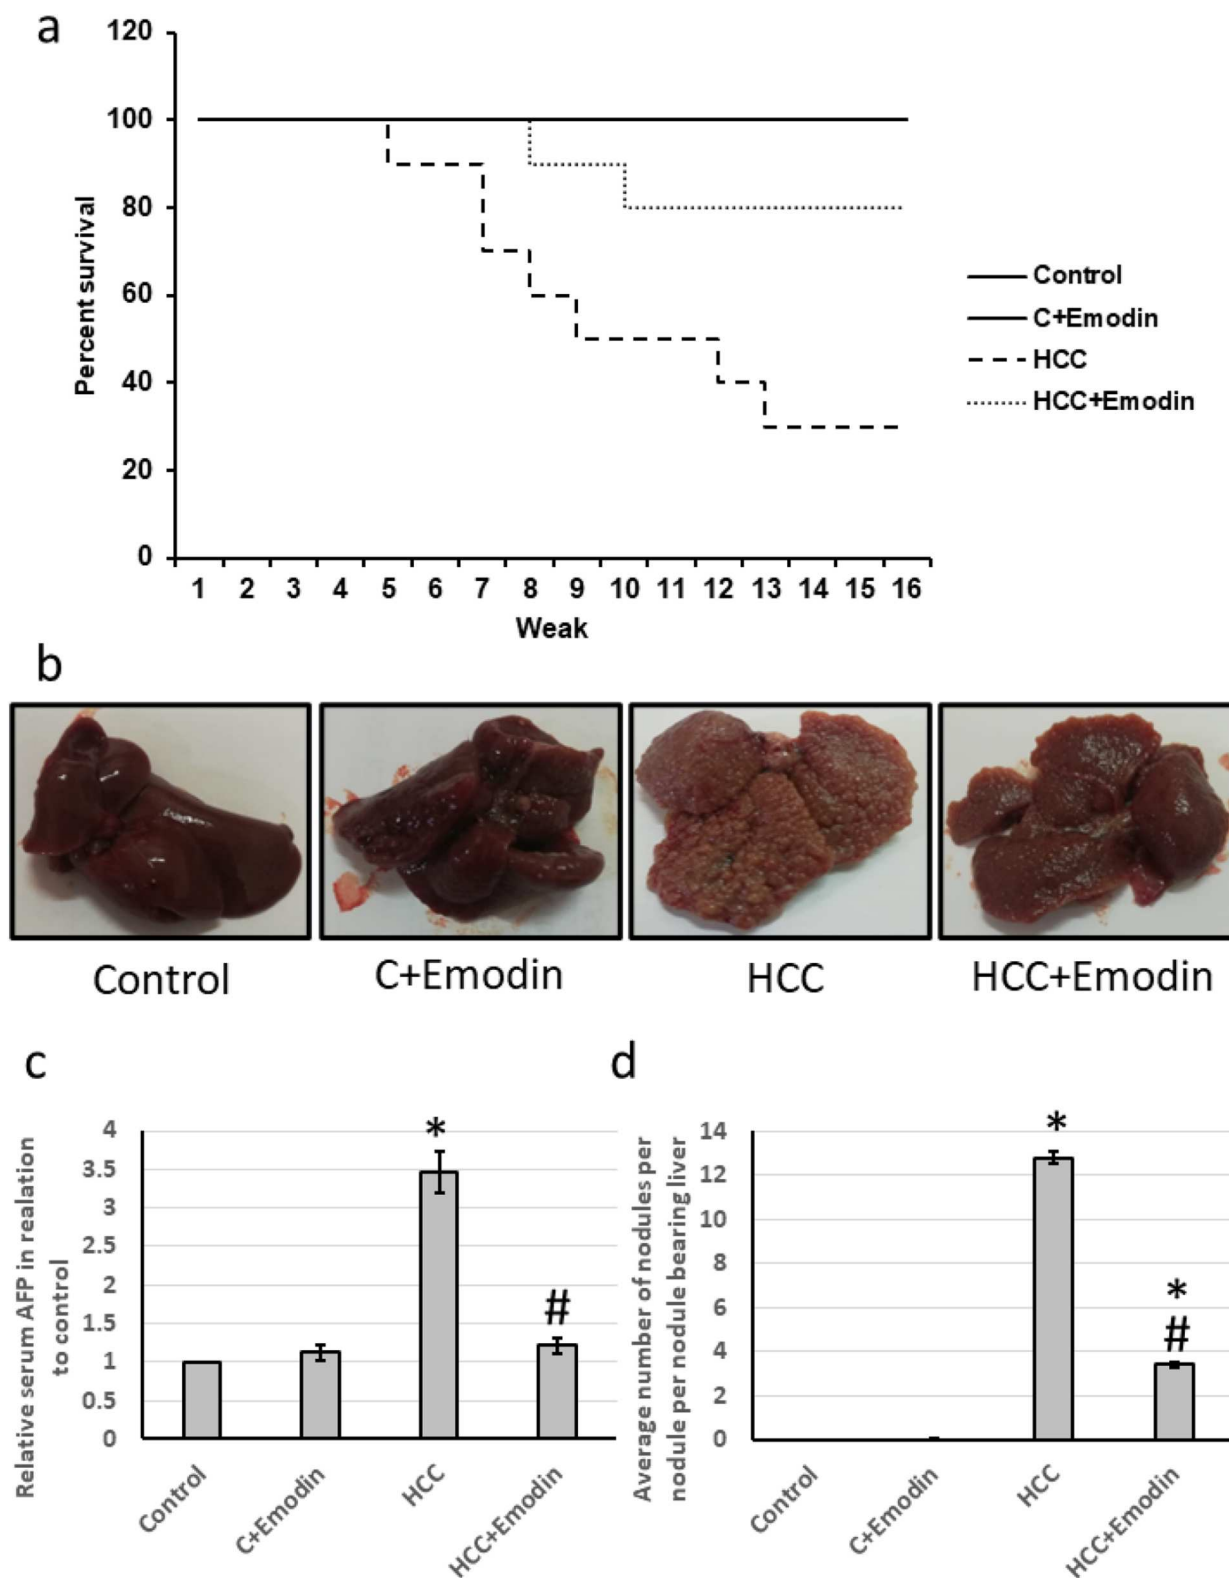 a
120
100
80
60
40
20
0
Percent survival
1 2 3 4 5 6 7 8 9 10 11 12 13 14 15 16
Weak
Control
C+Emodin
HCC
HCC+Emodin
b
Control C+Emodin HCC HCC+Emodin
c
Relative serum AFP in realation
to control
4
3.5
3
2.5
2
1.5
1
0.5
0
*
#
Control C+Emodin HCC HCC+Emodin
d
Average number of nodules per
nodule per nodule bearing liver
14
12
10
8
6
4
2
0
*
*
#
Control C+Emodin HCC HCC+Emodin